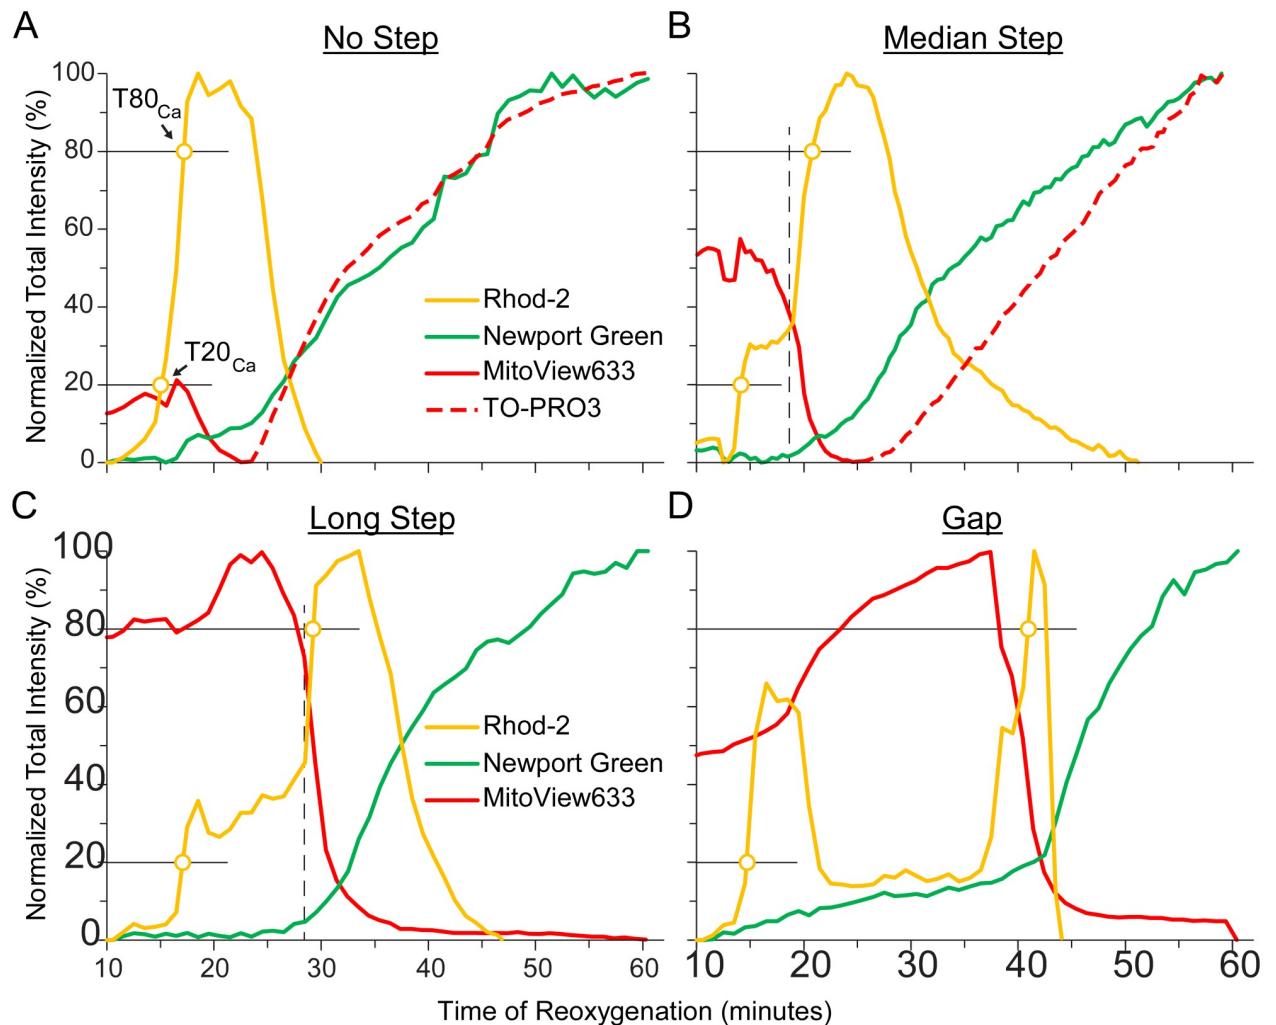 A
No Step
B
Median Step
Normalized Total Intensity (%)
100
80
60
40
20
0
T80Ca
T20Ca
Rhod-2
Newport Green
MitoView633
TO-PRO3
C
Long Step
D
Gap
Normalized Total Intensity (%)
100
80
60
40
20
0
Rhod-2
Newport Green
MitoView633
10 20 30 40 50 60
10 20 30 40 50 60
Time of Reoxygenation (minutes)